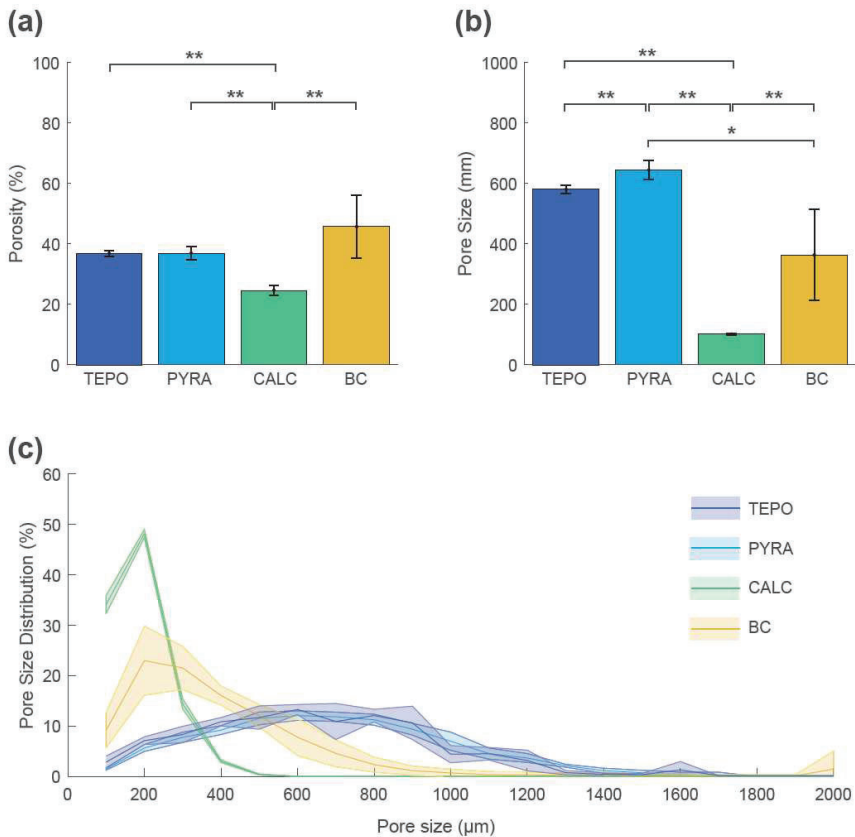 (a)
**
**
**
100
80
60
40
20
0
Porosity (%)
TEPO PYRA CALC BC
(b)
**
** ** **
*
1000
800
600
400
200
0
Pore Size (mm)
TEPO PYRA CALC BC
(c)
60
50
40
30
20
10
0
Pore Size Distribution (%)
TEPO
PYRA
CALC
BC
0 200 400 600 800 1000 1200 1400 1600 1800 2000
Pore size (µm)